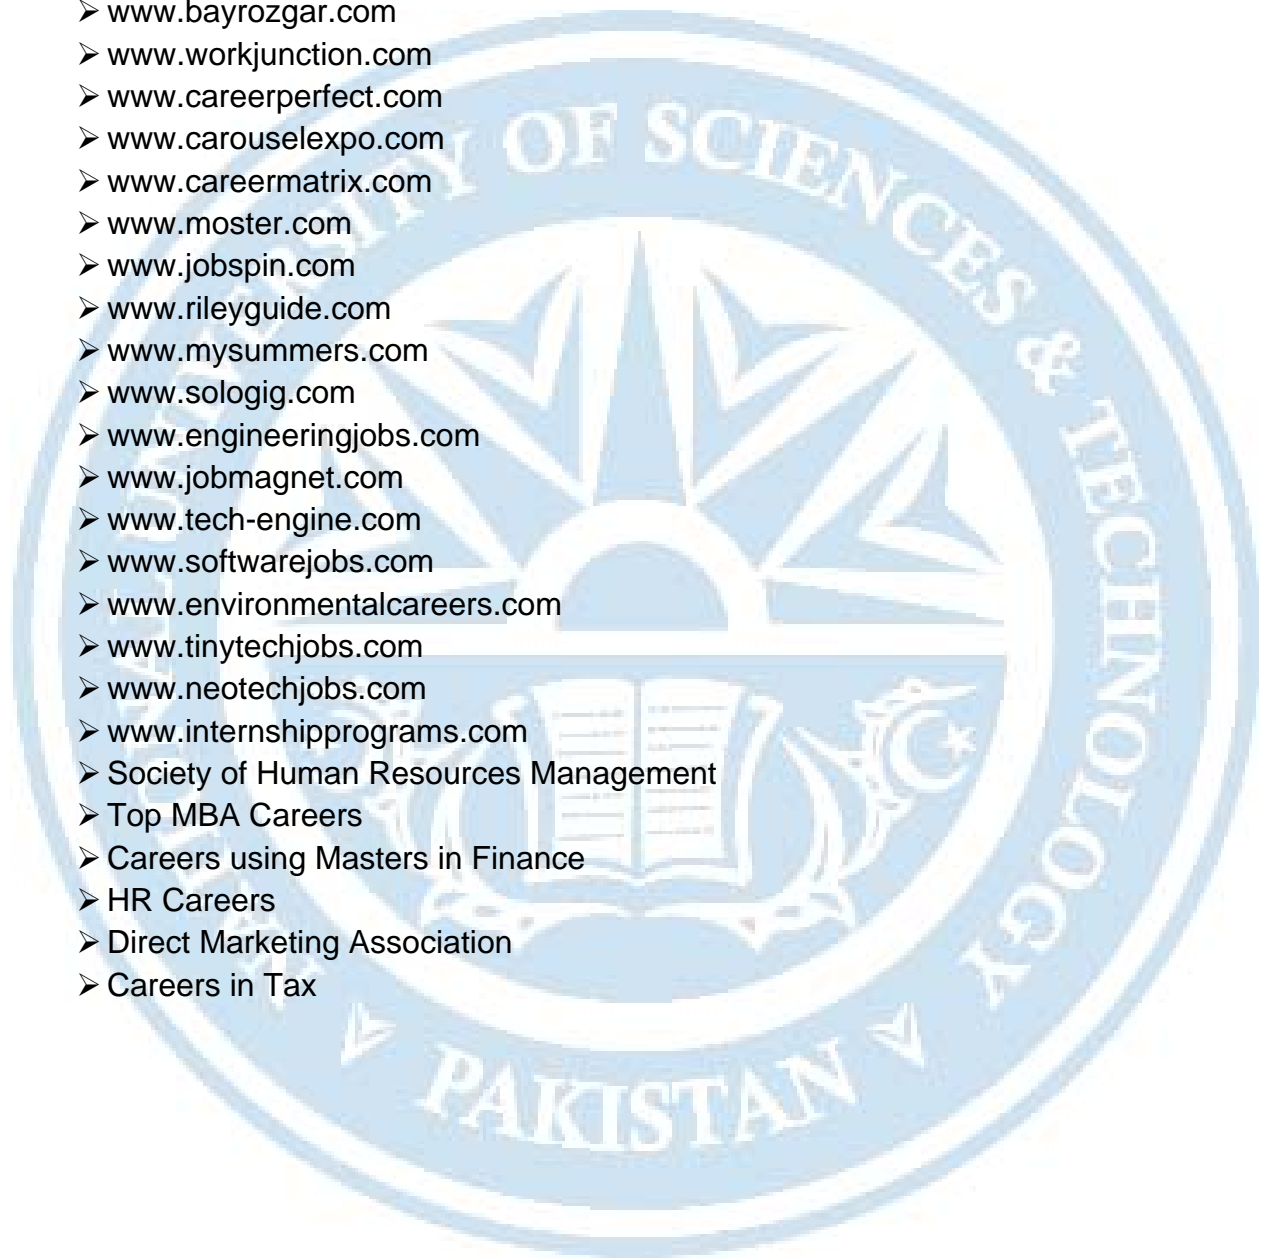 ➢ www.bayrozgar.com
➢ www.workjunction.com
➢ www.careerperfect.com
➢ www.carouselexpo.com
➢ www.careermatrix.com
➢ www.moster.com
➢ www.jobspin.com
➢ www.rileyguide.com
➢ www.mysummers.com
➢ www.sologig.com
➢ www.engineeringjobs.com
➢ www.jobmagnet.com
➢ www.tech-engine.com
➢ www.softwarejobs.com
➢ www.environmentalcareers.com
➢ www.tinytechjobs.com
➢ www.neotechjobs.com
➢ www.internshipprograms.com
➢ Society of Human Resources Management
➢ Top MBA Careers
➢ Careers using Masters in Finance
➢ HR Careers
➢ Direct Marketing Association
➢ Careers in Tax
NATIONAL UNIVERSITY OF SCIENCES & TECHNOLOGY
PAKISTAN